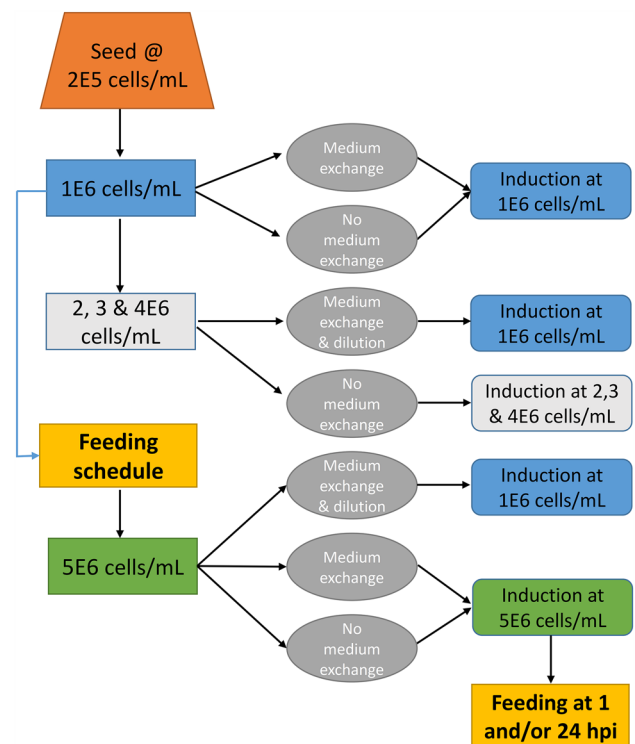 Seed @
2E5 cells/mL
Medium
exchange
1E6 cells/mL
Induction at
1E6 cells/mL
No
medium
exchange
2, 3 & 4E6
cells/mL
Medium
exchange
& dilution
Induction at
1E6 cells/mL
No
medium
exchange
Induction at 2,3
& 4E6 cells/mL
Feeding
schedule
Medium
exchange
& dilution
Induction at
1E6 cells/mL
5E6 cells/mL
Medium
exchange
No
medium
exchange
Induction at
5E6 cells/mL
Feeding at 1
and/or 24 hpi